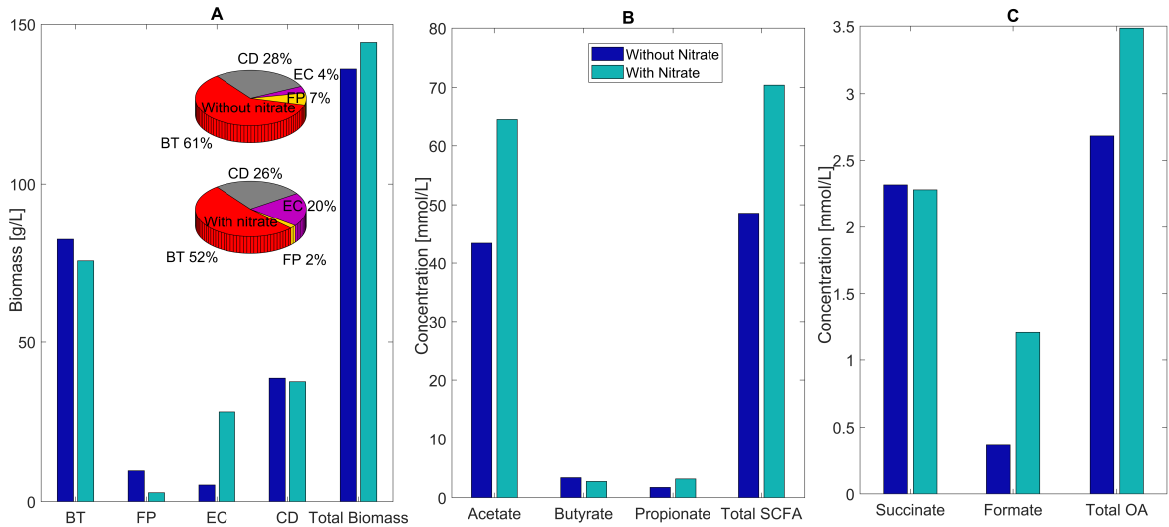 A
Biomass [g/L]
150
100
50
0
CD 28%
EC 4%
FP 7%
Without nitrate
BT 61%
CD 26%
EC 20%
With nitrate
BT 52%
FP 2%
BT FP EC CD Total Biomass
B
Concentration [mmol/L]
80
70
60
50
40
30
20
10
0
Without Nitrate
With Nitrate
Acetate Butyrate Propionate Total SCFA
C
Concentration [mmol/L]
3.5
3
2.5
2
1.5
1
0.5
0
Succinate Formate Total OA